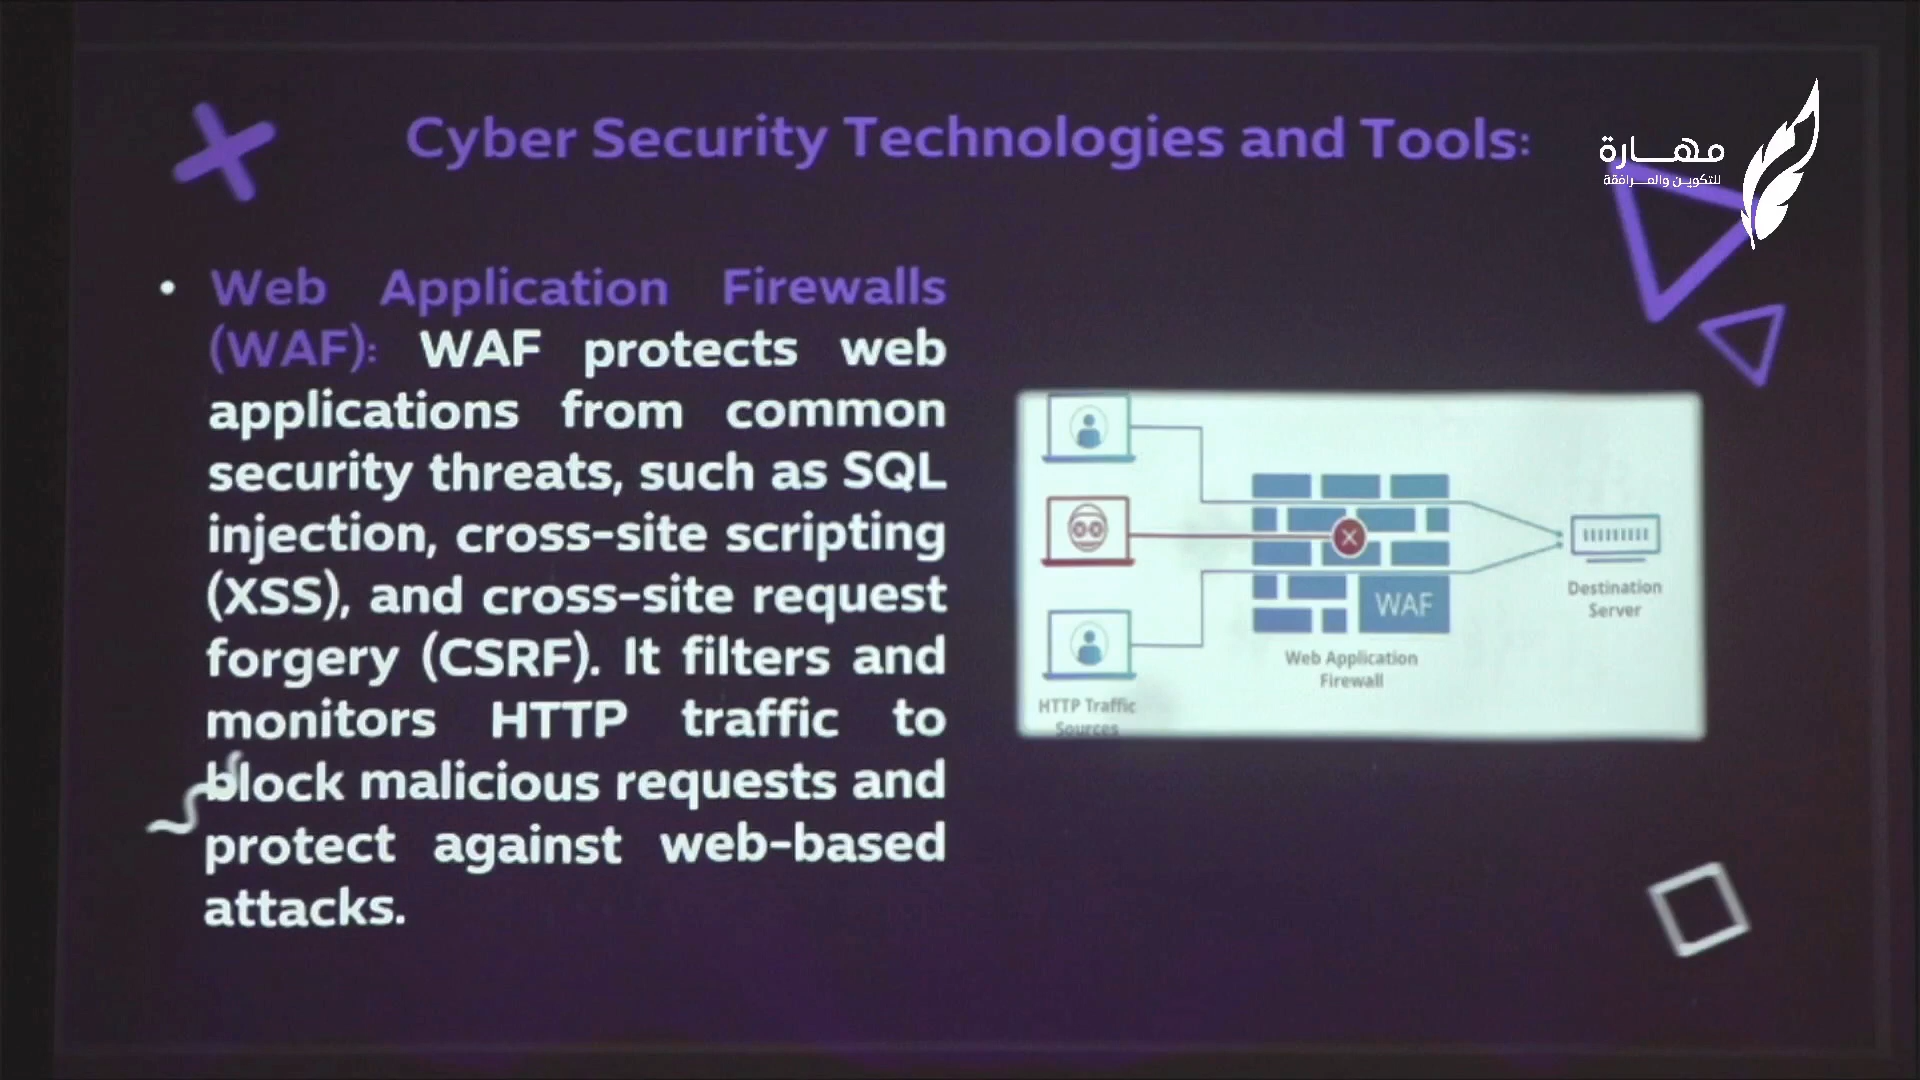 Cyber Security Technologies and Tools:
مهارة
للتكوين والمرافقة
• Web Application Firewalls
(WAF): WAF protects web
applications from common
security threats, such as SQL
injection, cross-site scripting
(XSS), and cross-site request
forgery (CSRF). It filters and
monitors HTTP traffic to
block malicious requests and
protect against web-based
attacks.
WAF
Web Application
Firewall
Destination
Server
HTTP Traffic
Sources